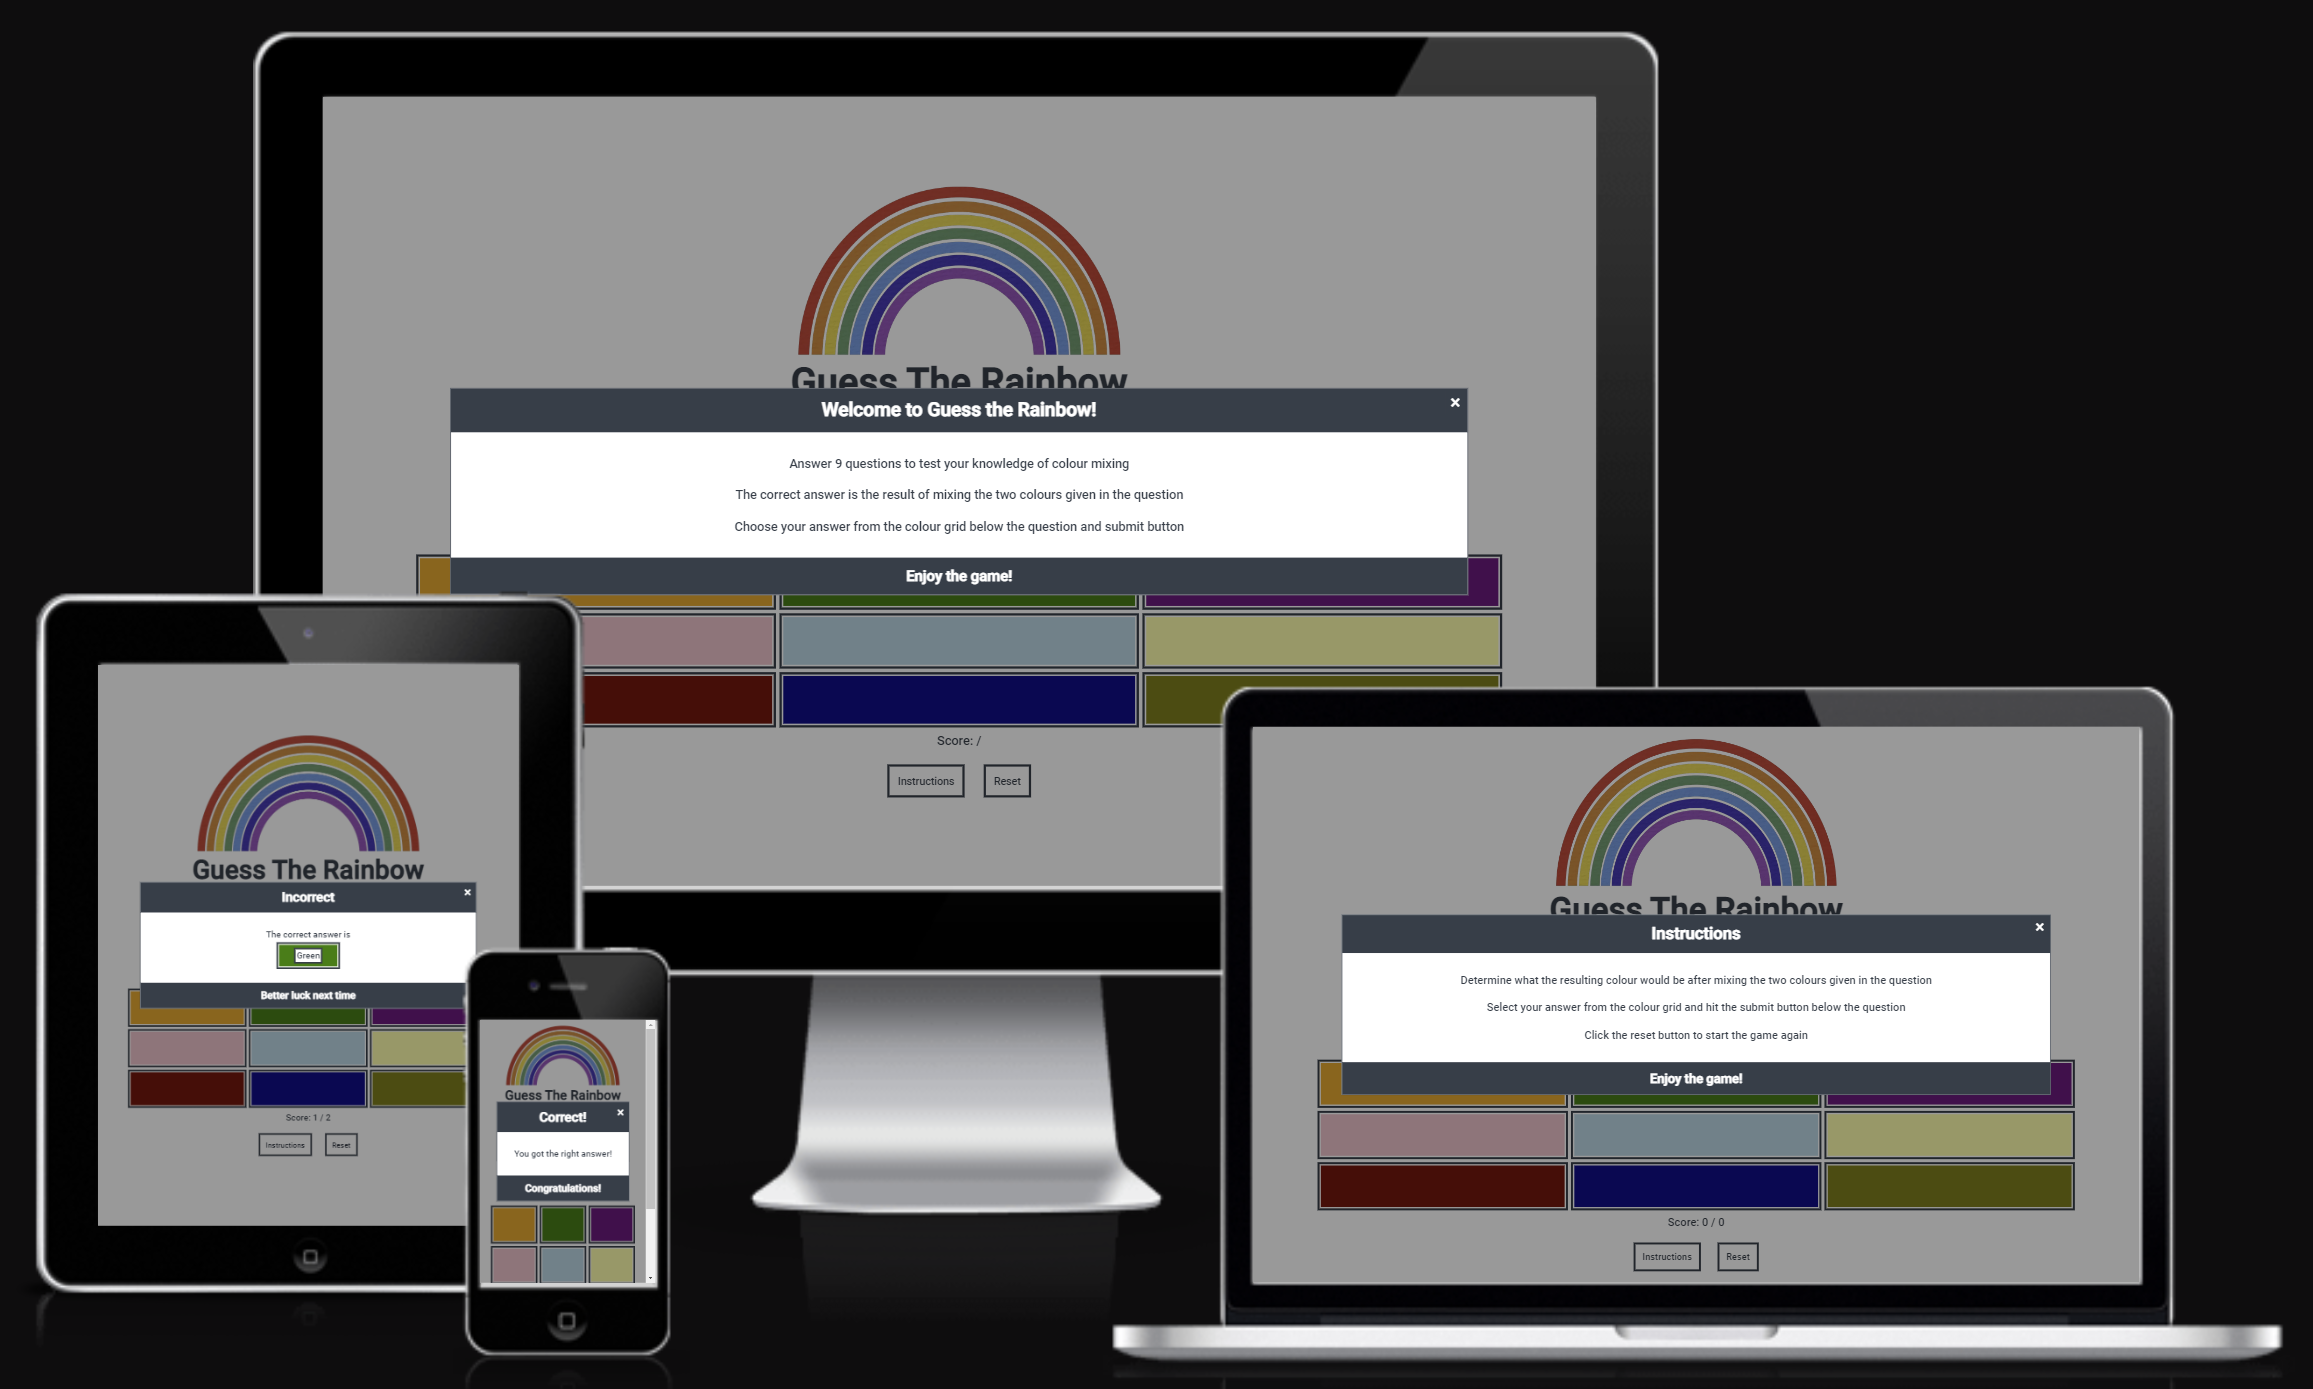 Guess The Rainbow
Welcome to Guess the Rainbow!
×
Answer 9 questions to test your knowledge of colour mixing
The correct answer is the result of mixing the two colours given in the question
Choose your answer from the colour grid below the question and submit button
Enjoy the game!
Score: /
Instructions
Reset
Guess The Rainbow
Incorrect
×
The correct answer is
Green
Better luck next time
Score: 1 / 2
Instructions
Reset
Guess The Rainbow
Correct!
×
You got the right answer!
Congratulations!
Guess The Rainbow
Instructions
×
Determine what the resulting colour would be after mixing the two colours given in the question
Select your answer from the colour grid and hit the submit button below the question
Click the reset button to start the game again
Enjoy the game!
Score: 0 / 0
Instructions
Reset